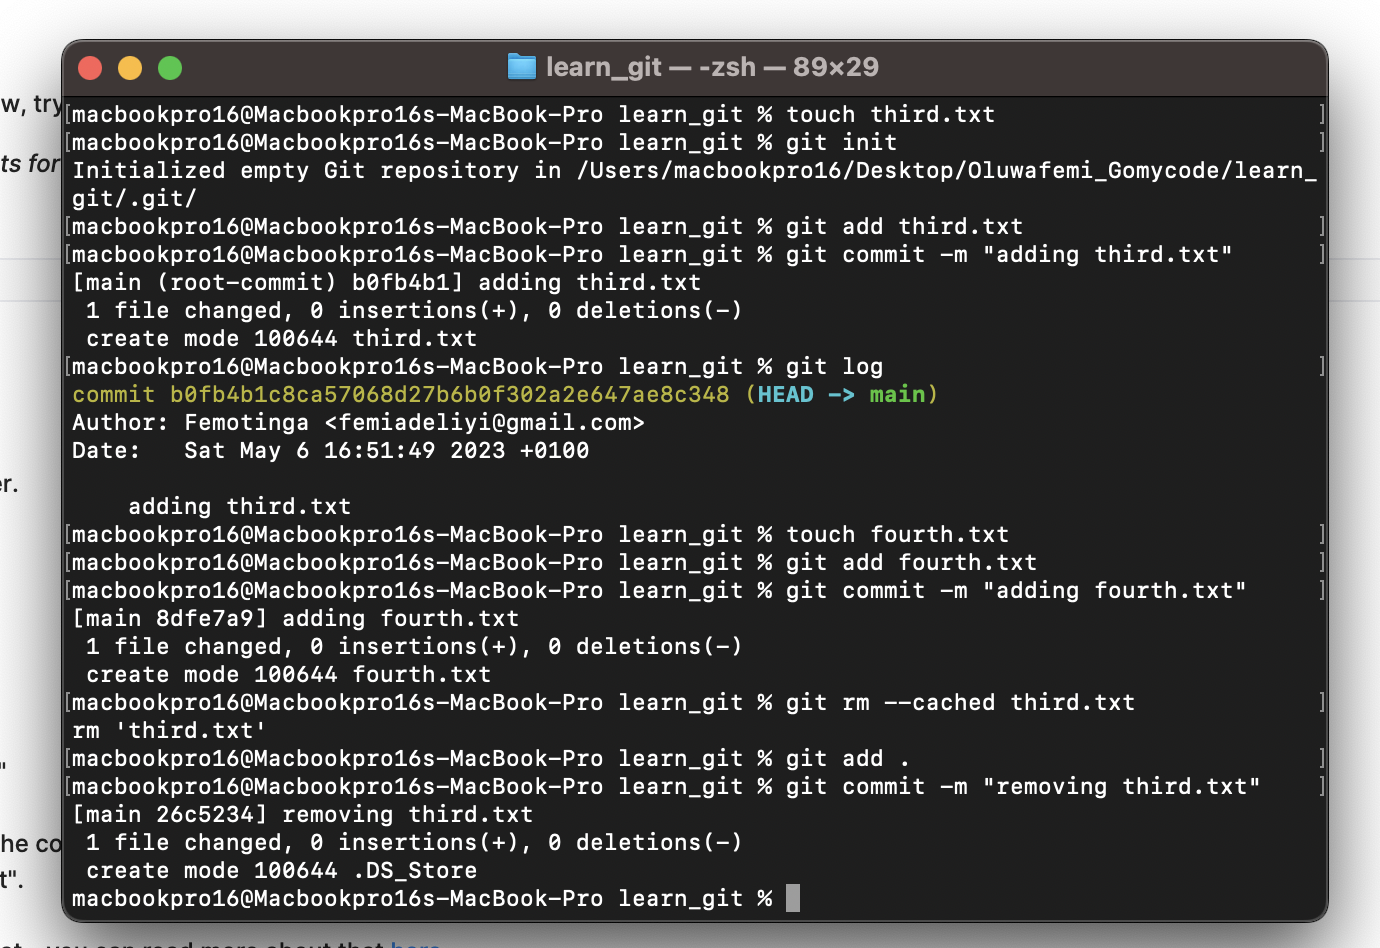 learn_git — -zsh — 89×29
w, try
[macbookpro16@Macbookpro16s-MacBook-Pro learn_git % touch third.txt ]
[macbookpro16@Macbookpro16s-MacBook-Pro learn_git % git init ]
ts for
Initialized empty Git repository in /Users/macbookpro16/Desktop/Oluwafemi_Gomycode/learn_
git/.git/
[macbookpro16@Macbookpro16s-MacBook-Pro learn_git % git add third.txt ]
[macbookpro16@Macbookpro16s-MacBook-Pro learn_git % git commit -m "adding third.txt" ]
[main (root-commit) b0fb4b1] adding third.txt
 1 file changed, 0 insertions(+), 0 deletions(-)
 create mode 100644 third.txt
[macbookpro16@Macbookpro16s-MacBook-Pro learn_git % git log ]
commit b0fb4b1c8ca57068d27b6b0f302a2e647ae8c348 (HEAD -> main)
Author: Femotinga <femiadeliyi@gmail.com>
Date:   Sat May 6 16:51:49 2023 +0100
er.
    adding third.txt
[macbookpro16@Macbookpro16s-MacBook-Pro learn_git % touch fourth.txt ]
[macbookpro16@Macbookpro16s-MacBook-Pro learn_git % git add fourth.txt ]
[macbookpro16@Macbookpro16s-MacBook-Pro learn_git % git commit -m "adding fourth.txt" ]
[main 8dfe7a9] adding fourth.txt
 1 file changed, 0 insertions(+), 0 deletions(-)
 create mode 100644 fourth.txt
[macbookpro16@Macbookpro16s-MacBook-Pro learn_git % git rm --cached third.txt ]
rm 'third.txt'
[macbookpro16@Macbookpro16s-MacBook-Pro learn_git % git add . ]
"
[macbookpro16@Macbookpro16s-MacBook-Pro learn_git % git commit -m "removing third.txt" ]
[main 26c5234] removing third.txt
 1 file changed, 0 insertions(+), 0 deletions(-)
he co
 create mode 100644 .DS_Store
t".
macbookpro16@Macbookpro16s-MacBook-Pro learn_git %
you can read more about that here